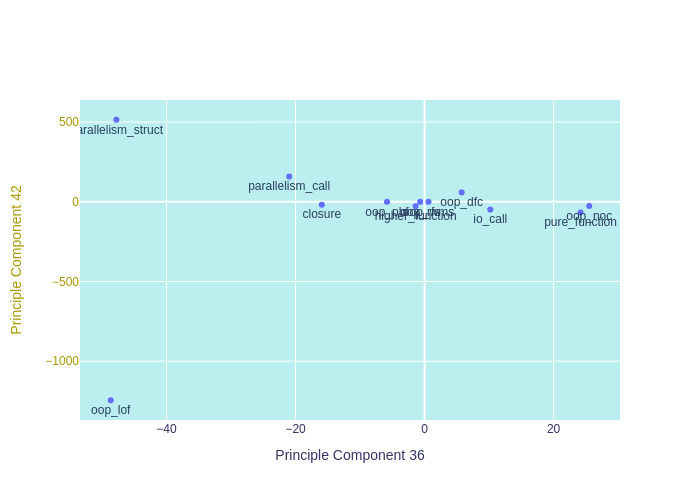 500
arallelism_struct
parallelism_call
0
closure
higher_function
oop_dfc
io_call
oop_noc
pure_function
−500
−1000
oop_lof
−40
−20
0
20
Principle Component 36
Principle Component 42